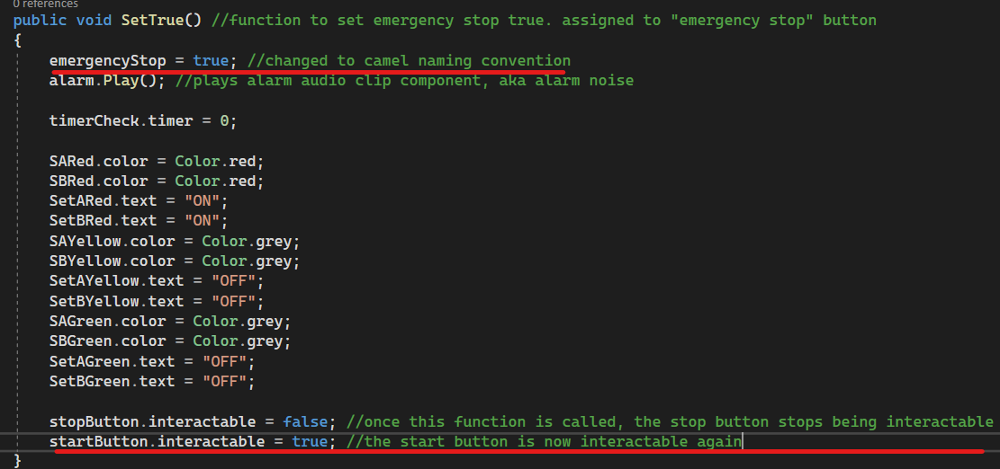 0 references
public void SetTrue() //function to set emergency stop true. assigned to "emergency stop" button
{
emergencyStop = true; //changed to camel naming convention
alarm.Play(); //plays alarm audio clip component, aka alarm noise
timerCheck.timer = 0;
SARed.color = Color.red;
SBRed.color = Color.red;
SetARed.text = "ON";
SetBRed.text = "ON";
SAYellow.color = Color.grey;
SBYellow.color = Color.grey;
SetAYellow.text = "OFF";
SetBYellow.text = "OFF";
SAGreen.color = Color.grey;
SBGreen.color = Color.grey;
SetAGreen.text = "OFF";
SetBGreen.text = "OFF";
stopButton.interactable = false; //once this function is called, the stop button stops being interactable
startButton.interactable = true; //the start button is now interactable again
}